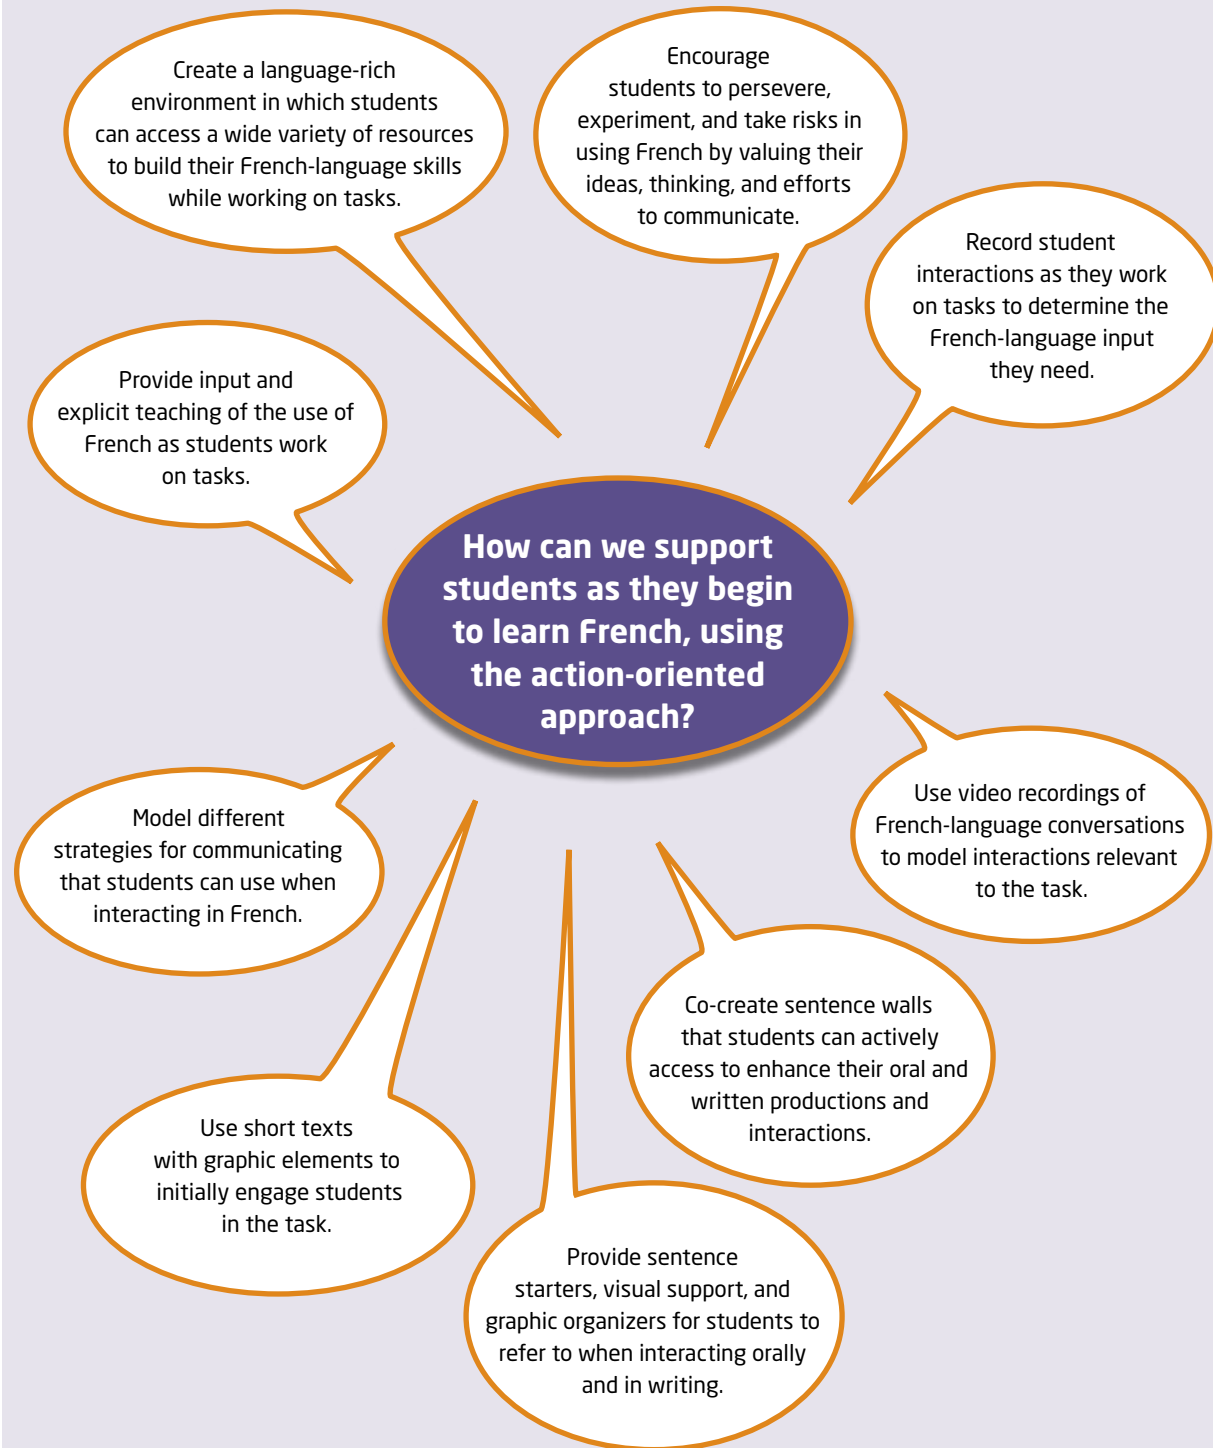 Create a language-rich
environment in which students
can access a wide variety of resources
to build their French-language skills
while working on tasks.
Encourage
students to persevere,
experiment, and take risks in
using French by valuing their
ideas, thinking, and efforts
to communicate.
Record student
interactions as they work
on tasks to determine the
French-language input
they need.
Provide input and
explicit teaching of the use of
French as students work
on tasks.
How can we support
students as they begin
to learn French, using
the action-oriented
approach?
Model different
strategies for communicating
that students can use when
interacting in French.
Use video recordings of
French-language conversations
to model interactions relevant
to the task.
Co-create sentence walls
that students can actively
access to enhance their oral and
written productions and
interactions.
Use short texts
with graphic elements to
initially engage students
in the task.
Provide sentence
starters, visual support, and
graphic organizers for students to
refer to when interacting orally
and in writing.